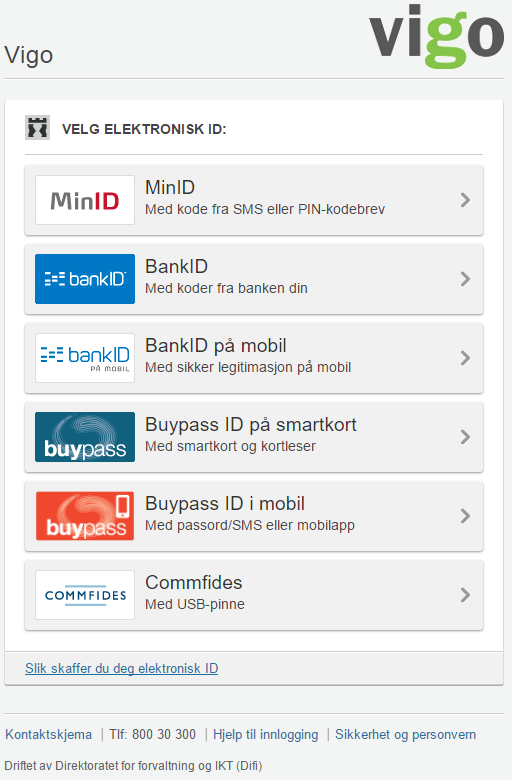 Vigo
vigo
VELG ELEKTRONISK ID:
MinID
MinID
Med kode fra SMS eller PIN-kodebrev
bankID
BankID
Med koder fra banken din
bankID
PÅ MOBIL
BankID på mobil
Med sikker legitimasjon på mobil
buypass
Buypass ID på smartkort
Med smartkort og kortleser
buypass
Buypass ID i mobil
Med passord/SMS eller mobilapp
COMMFIDES
Commfides
Med USB-pinne
Slik skaffer du deg elektronisk ID
Kontaktskjema | Tlf: 800 30 300 | Hjelp til innlogging | Sikkerhet og personvern
Driftet av Direktoratet for forvaltning og IKT (Difi)